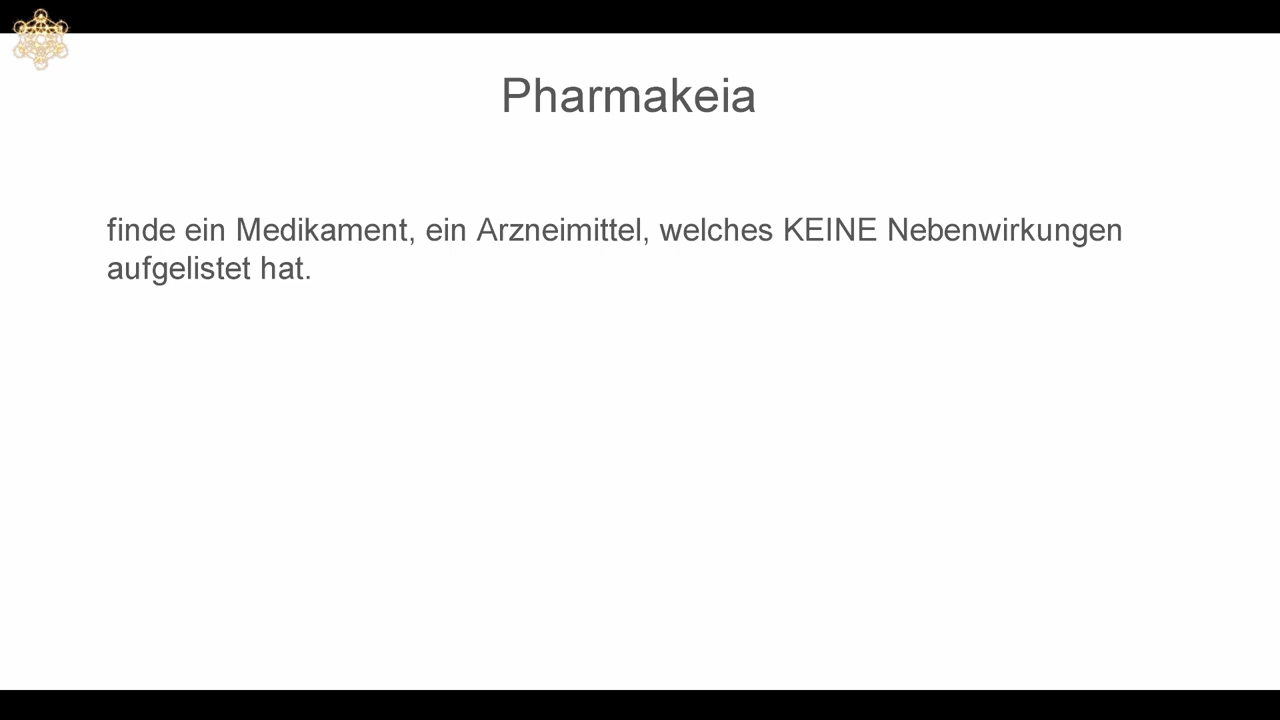 Pharmakeia
finde ein Medikament, ein Arzneimittel, welches KEINE Nebenwirkungen
aufgelistet hat.